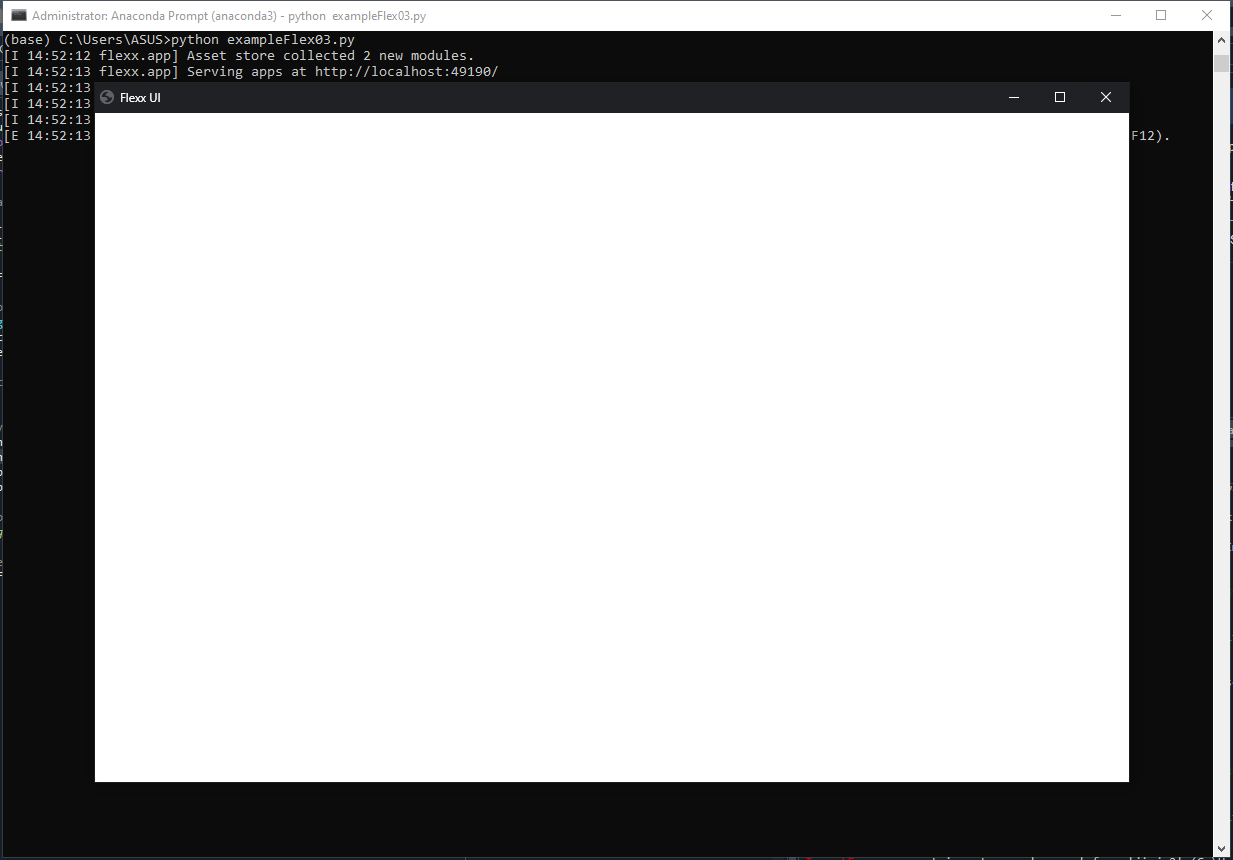 Administrator: Anaconda Prompt (anaconda3) - python  exampleFlex03.py
(base) C:\Users\ASUS>python exampleFlex03.py
[I 14:52:12 flexx.app] Asset store collected 2 new modules.
[I 14:52:13 flexx.app] Serving apps at http://localhost:49190/
[I 14:52:13
[I 14:52:13
[I 14:52:13
[E 14:52:13 F12).
Flexx UI